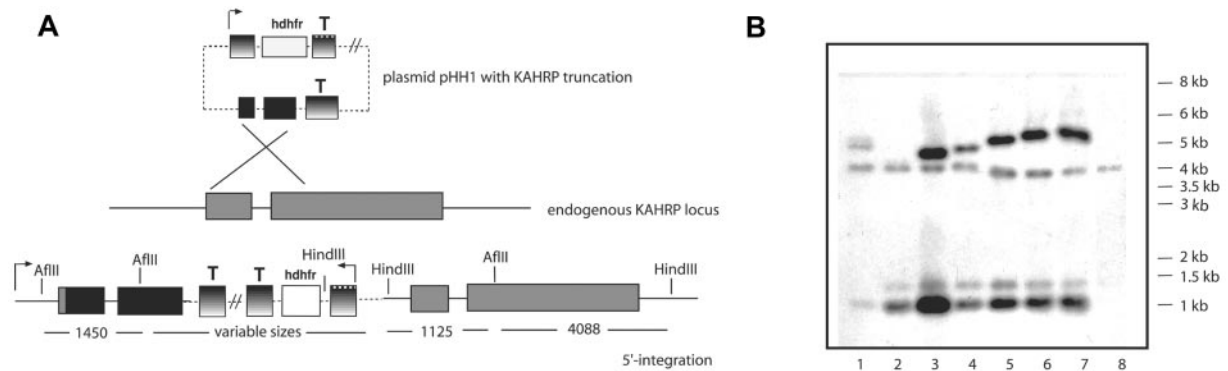 A
hdhfr
T
plasmid pHH1 with KAHRP truncation
T
endogenous KAHRP locus
AflII
AflII
T
T
hdhfr
HindIII
HindIII
AflII
HindIII
1450
variable sizes
1125
4088
5'-integration
B
8 kb
6 kb
5 kb
4 kb
3.5 kb
3 kb
2 kb
1.5 kb
1 kb
1 2 3 4 5 6 7 8